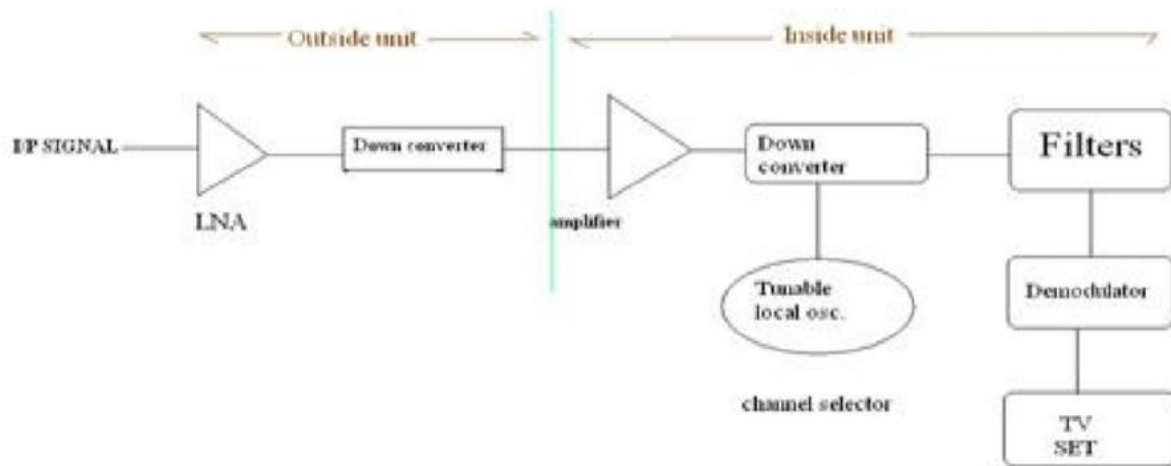 Outside unit
Inside unit
I/P SIGNAL
LNA
Down converter
amplifier
Down
converter
Tunable
local osc.
channel selector
Filters
Demodulator
TV
SET